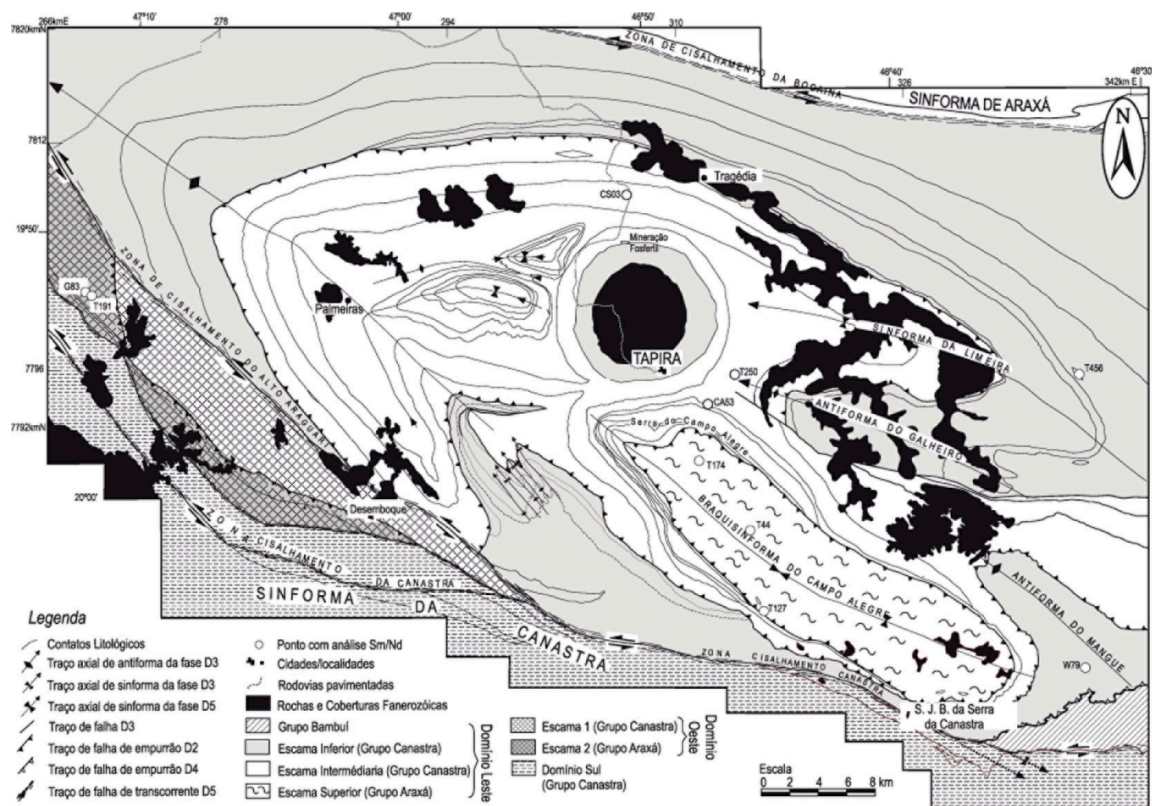 266kmE
47°10'
278
47°00'
294
46°50'
310
7820kmN
ZONA DE CISALHAMENTO DA BOCAINA
46°40'
326
46°30'
342km E
SINFORMA DE ARAXÁ
N
7812
Tragédia
CS03
19°50'
Mineração
Fosfertil
ZONA DE CISALHAMENTO DO ALTO ARAGUARI
G83
T191
Palmeiras
SINFORMA DA LIMEIRA
TAPIRA
7796
T250
T456
CA53
ANTIFORMA DO GALHEIRO
7792kmN
Serra do Campo Alegre
T174
20°00'
Desemboque
BRAQUISINFORMA DO CAMPO ALEGRE
T44
ZONA CISALHAMENTO DA CANASTRA
SINFORMA DA CANASTRA
T127
ANTIFORMA DO MANGUE
ZONA CISALHAMENTO CANASTRA
W79
S. J. B. da Serra
da Canastra
Legenda
Contatos Litológicos
Traço axial de antiforma da fase D3
Traço axial de sinforma da fase D3
Traço axial de sinforma da fase D5
Traço de falha D3
Traço de falha de empurrão D2
Traço de falha de empurrão D4
Traço de falha de transcorrente D5
Ponto com análise Sm/Nd
Cidades/localidades
Rodovias pavimentadas
Rochas e Coberturas Fanerozóicas
Grupo Bambuí
Escama Inferior (Grupo Canastra)
Escama Intermédiaria (Grupo Canastra)
Escama Superior (Grupo Araxá)
Domínio Leste
Escama 1 (Grupo Canastra)
Escama 2 (Grupo Araxá)
Domínio
Oeste
Domínio Sul
(Grupo Canastra)
Escala
0 2 4 6 8 km